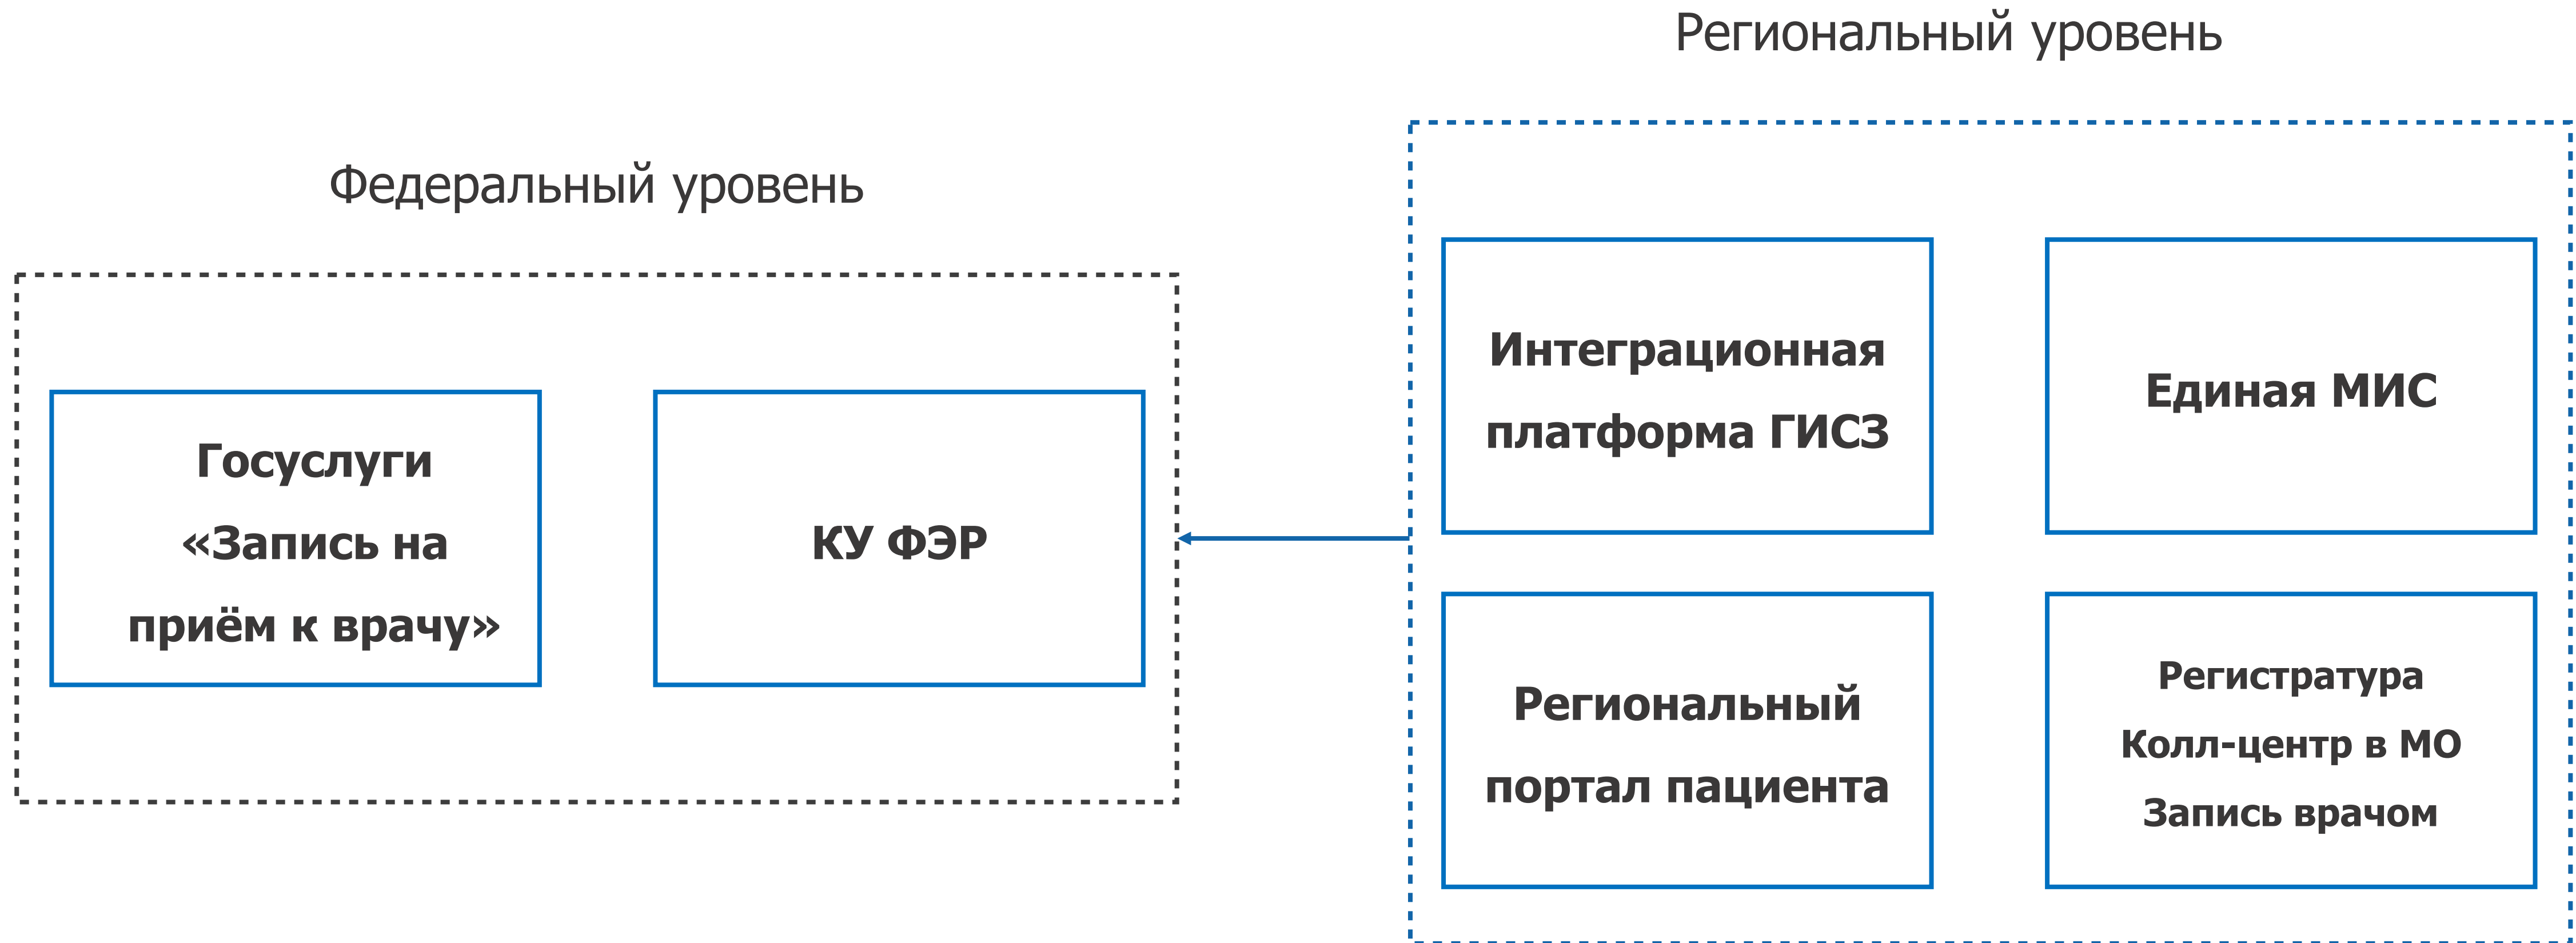 Региональный уровень
Федеральный уровень
Госуслуги
«Запись на
приём к врачу»
КУ ФЭР
Интеграционная
платформа ГИСЗ
Единая МИС
Региональный
портал пациента
Регистратура
Колл-центр в МО
Запись врачом